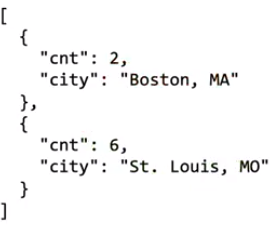 [
  {
    "cnt": 2,
    "city": "Boston, MA"
  },
  {
    "cnt": 6,
    "city": "St. Louis, MO"
  }
]